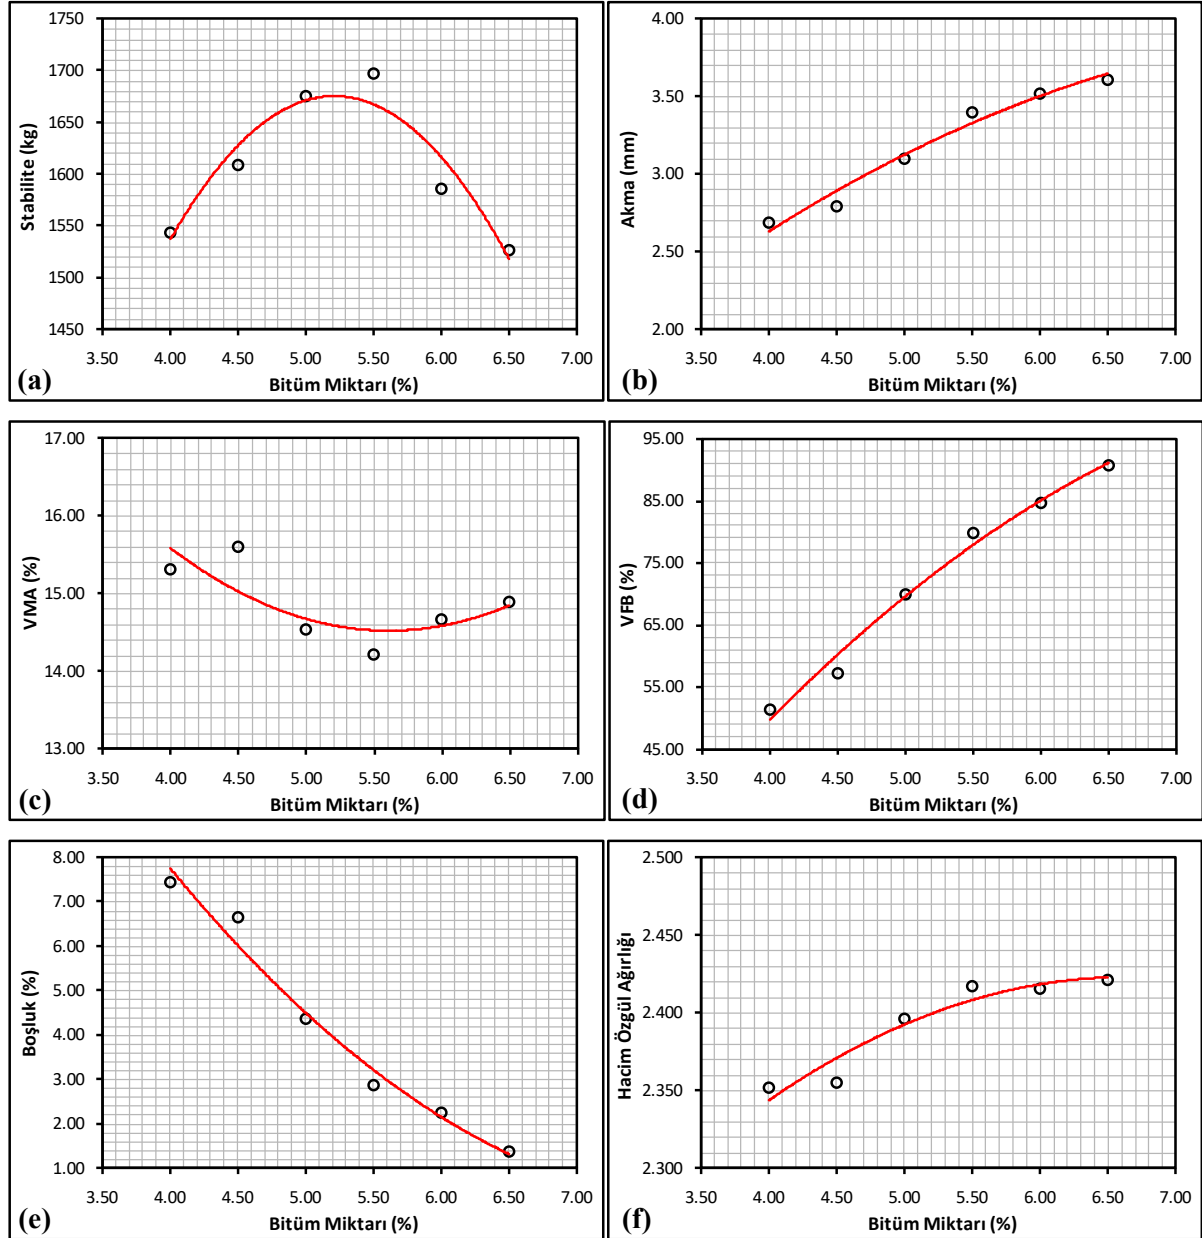 1750
1700
1650
1600
1550
1500
1450
Stabilite (kg)
3.50 4.00 4.50 5.00 5.50 6.00 6.50 7.00
Bitüm Miktarı (%)
(a)
4.00
3.50
3.00
2.50
2.00
Akma (mm)
3.50 4.00 4.50 5.00 5.50 6.00 6.50 7.00
Bitüm Miktarı (%)
(b)
17.00
16.00
15.00
14.00
13.00
VMA (%)
3.50 4.00 4.50 5.00 5.50 6.00 6.50 7.00
Bitüm Miktarı (%)
(c)
95.00
85.00
75.00
65.00
55.00
45.00
VFB (%)
3.50 4.00 4.50 5.00 5.50 6.00 6.50 7.00
Bitüm Miktarı (%)
(d)
8.00
7.00
6.00
5.00
4.00
3.00
2.00
1.00
Boşluk (%)
3.50 4.00 4.50 5.00 5.50 6.00 6.50 7.00
Bitüm Miktarı (%)
(e)
2.500
2.450
2.400
2.350
2.300
Hacim Özgül Ağırlığı
3.50 4.00 4.50 5.00 5.50 6.00 6.50 7.00
Bitüm Miktarı (%)
(f)